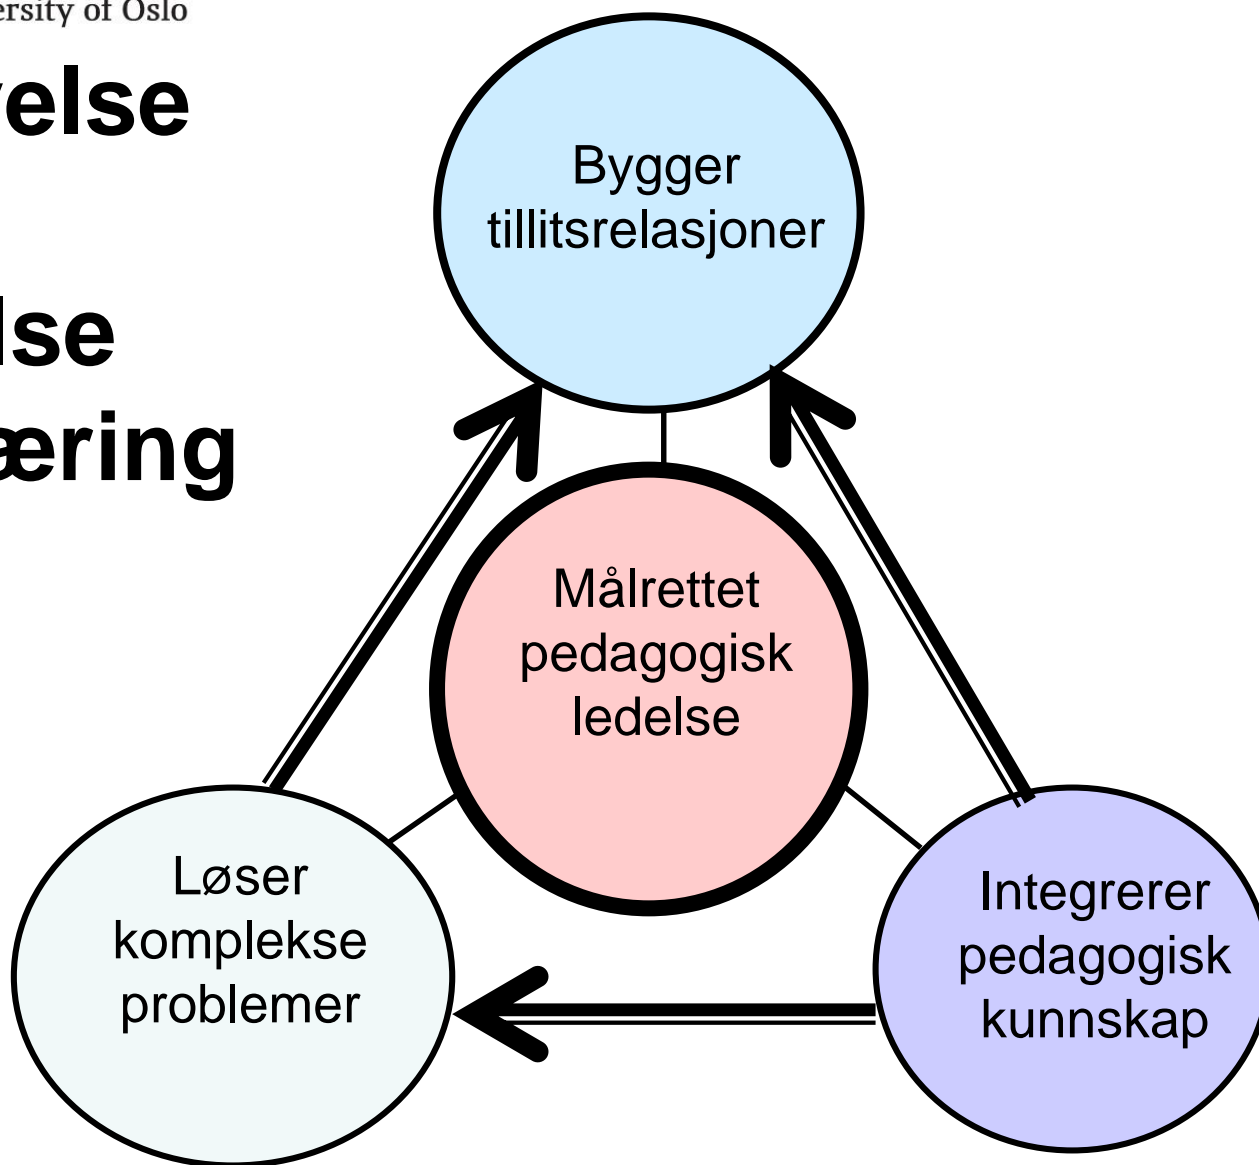 ersity of Oslo
velse
lse
æring
Bygger
tillitsrelasjoner
Målrettet
pedagogisk
ledelse
Løser
komplekse
problemer
Integrerer
pedagogisk
kunnskap